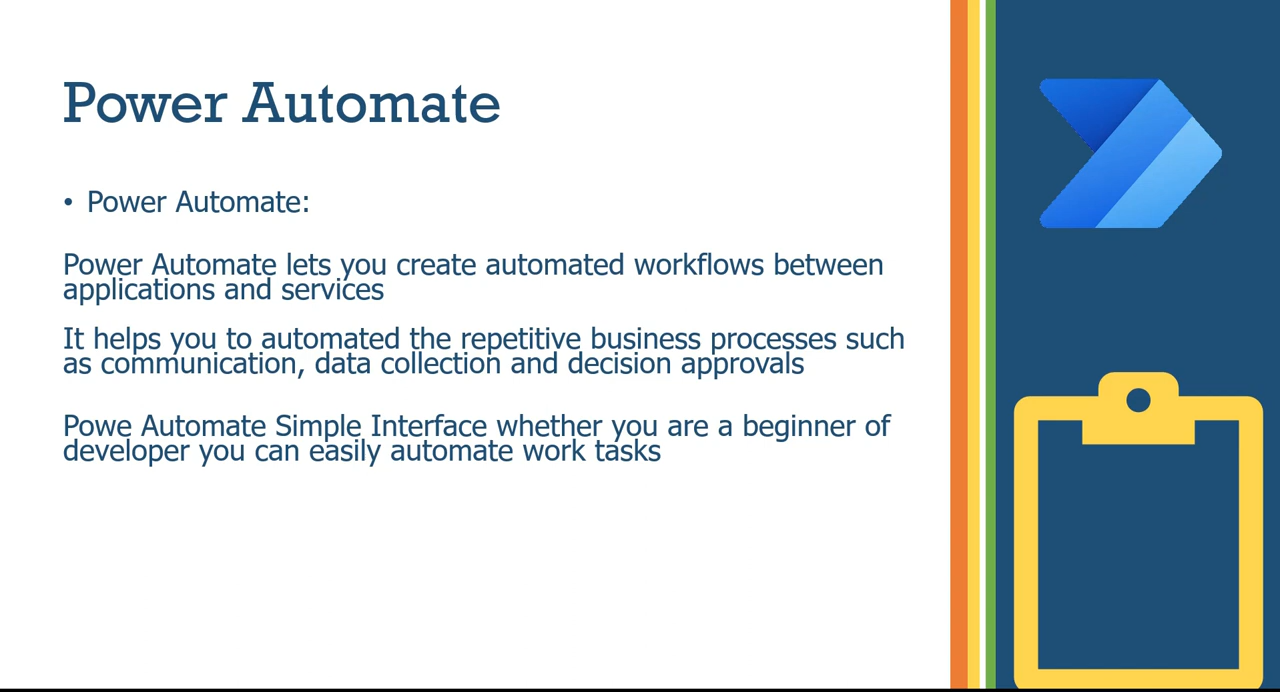 Power Automate
• Power Automate:
Power Automate lets you create automated workflows between
applications and services
It helps you to automated the repetitive business processes such
as communication, data collection and decision approvals
Powe Automate Simple Interface whether you are a beginner of
developer you can easily automate work tasks